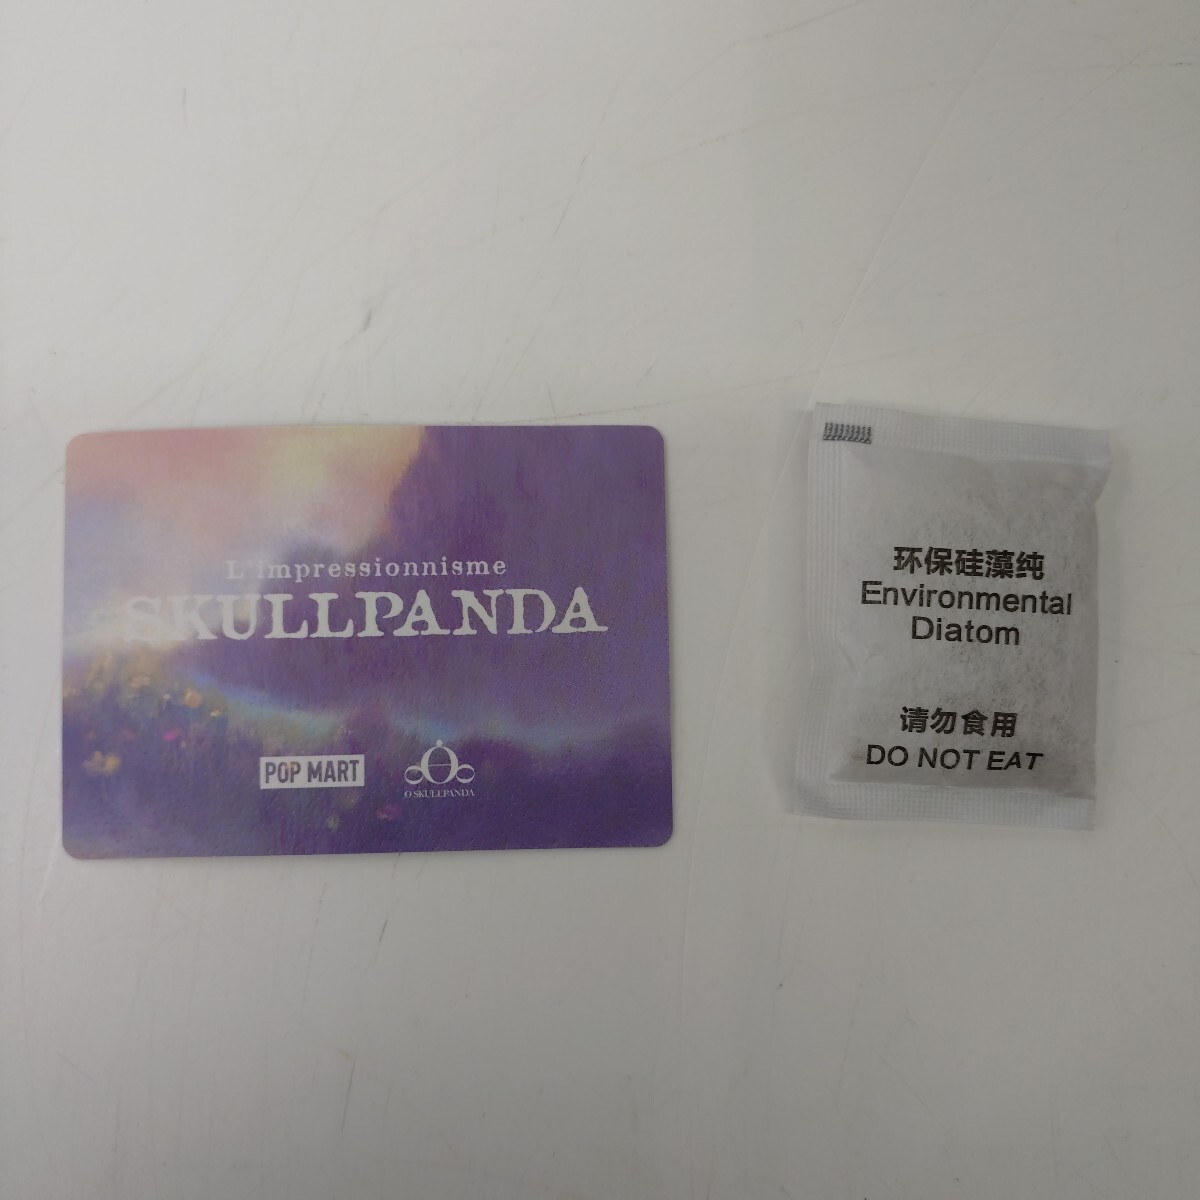 L'impressionnisme
SKULLPANDA
POP MART
O SKULLPANDA
环保硅藻纯
Environmental
Diatom
请勿食用
DO NOT EAT